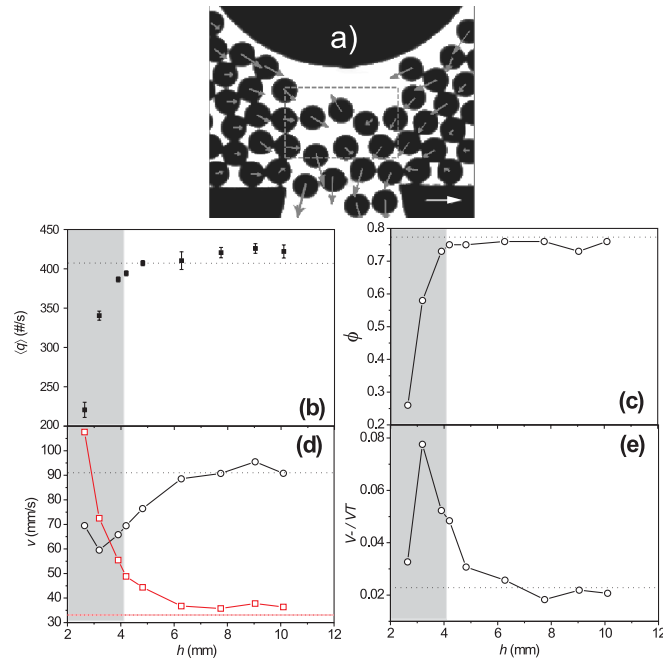 a)
450
400
350
300
250
200
⟨q⟩ (#/s)
(b)
0.8
0.7
0.6
0.5
0.4
0.3
0.2
ϕ
(c)
110
100
90
80
70
60
50
40
30
v (mm/s)
(d)
2 4 6 8 10 12
h (mm)
0.08
0.06
0.04
0.02
V- / VT
(e)
2 4 6 8 10 12
h (mm)